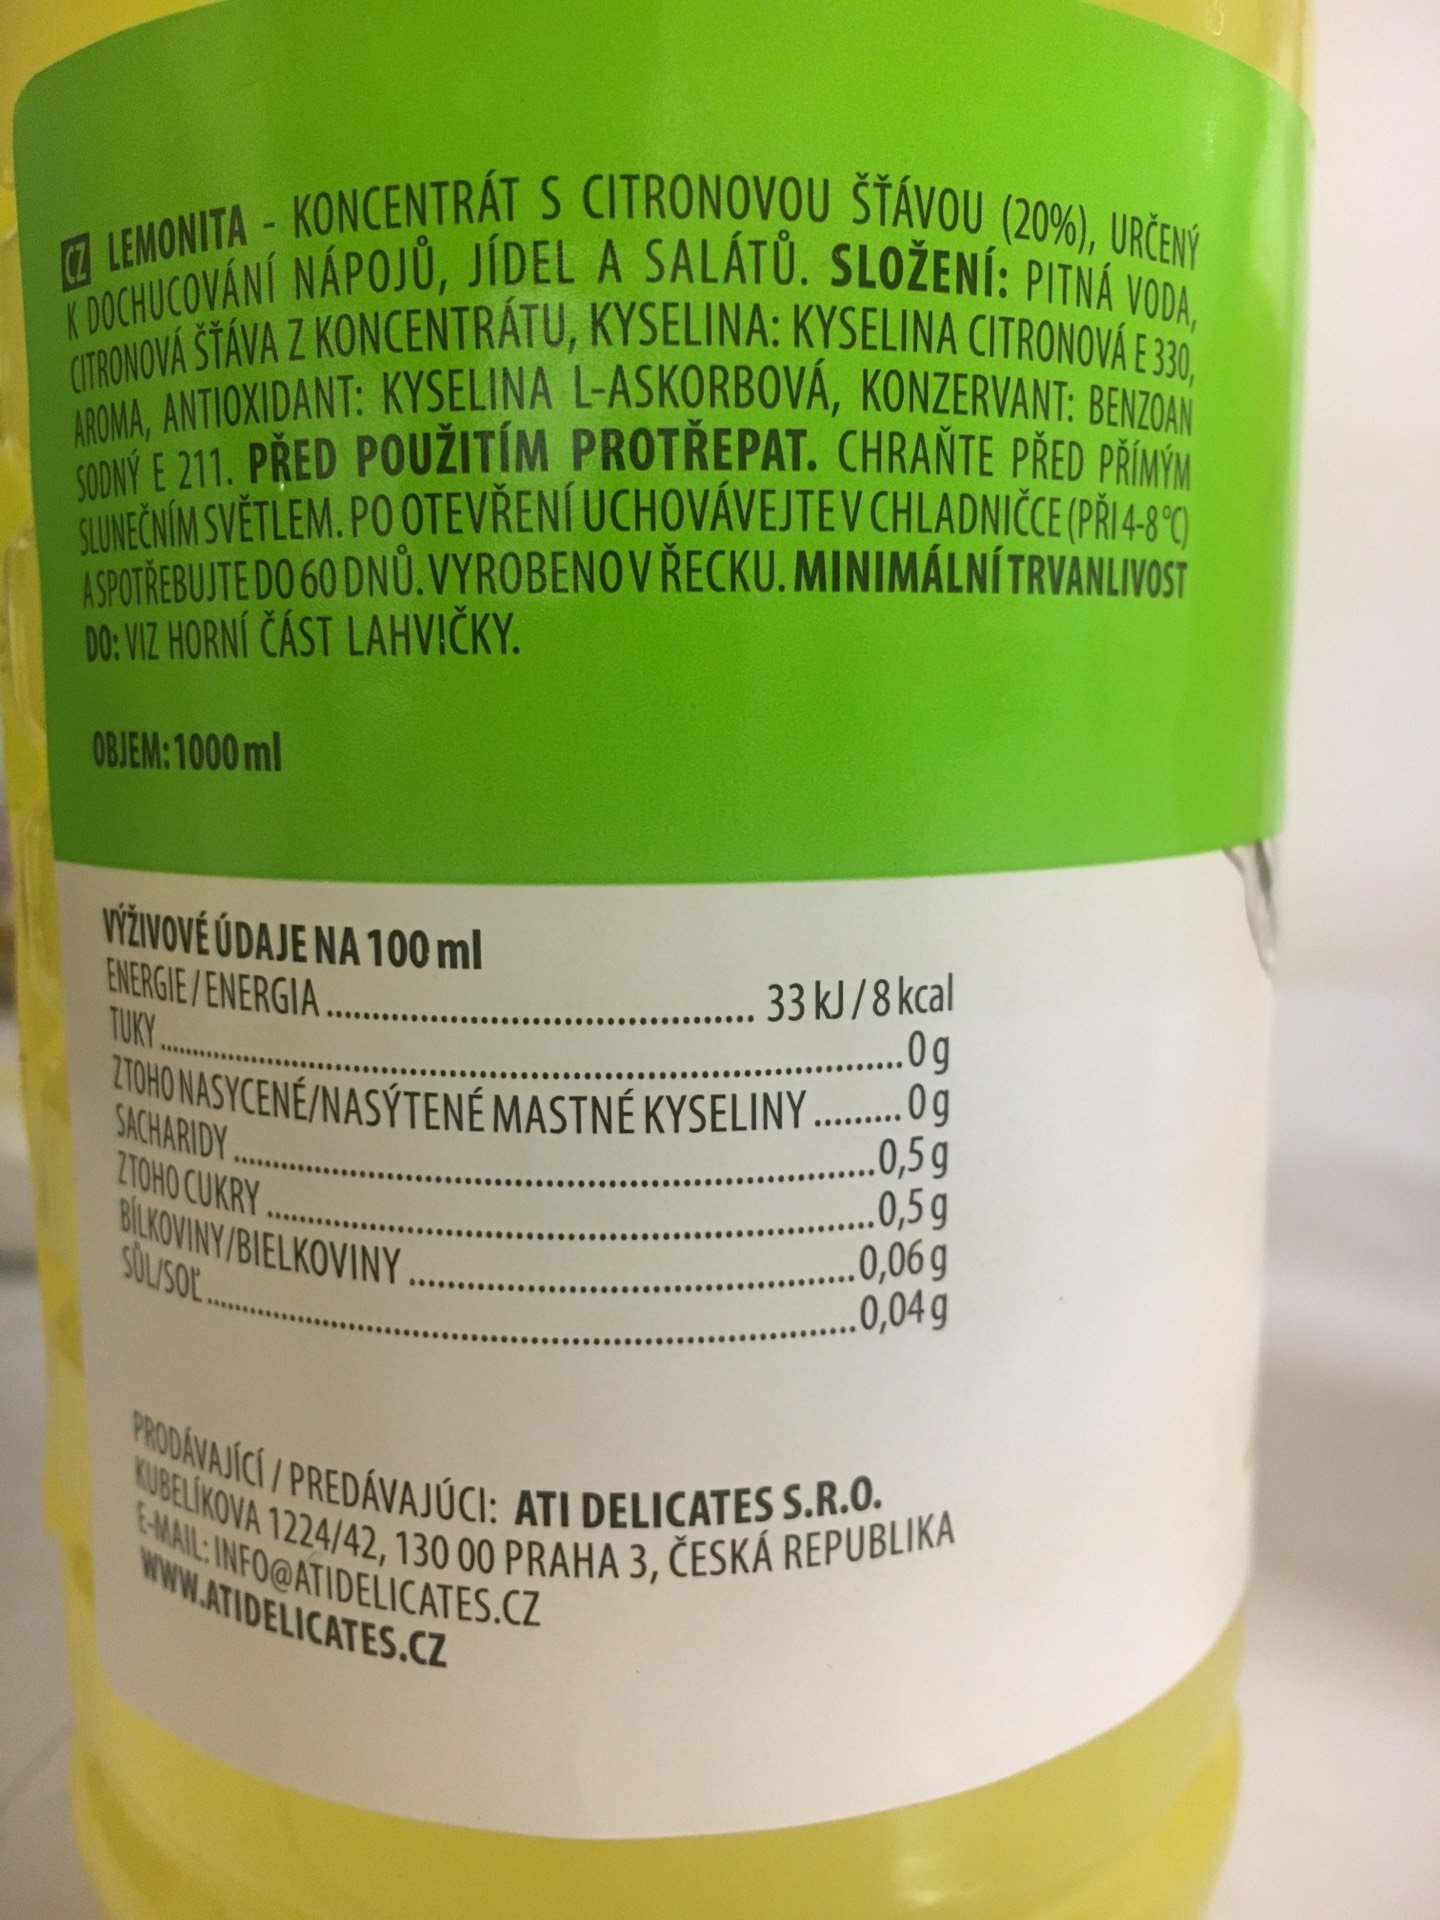 CZ LEMONITA - KONCENTRÁT S CITRONOVOU ŠŤÁVOU (20%), URČENÝ
K DOCHUCOVÁNÍ NÁPOJŮ, JÍDEL A SALÁTŮ. SLOŽENÍ: PITNÁ VODA,
CITRONOVÁ ŠŤÁVA Z KONCENTRÁTU, KYSELINA: KYSELINA CITRONOVÁ E 330,
AROMA, ANTIOXIDANT: KYSELINA L-ASKORBOVÁ, KONZERVANT: BENZOAN
SODNÝ E 211. PŘED POUŽITÍM PROTŘEPAT. CHRAŇTE PŘED PŘÍMÝM
SLUNEČNÍM SVĚTLEM. PO OTEVŘENÍ UCHOVÁVEJTE V CHLADNIČCE (PŘI 4-8 °C)
A SPOTŘEBUJTE DO 60 DNŮ. VYROBENO V ŘECKU. MINIMÁLNÍ TRVANLIVOST
DO: VIZ HORNÍ ČÁST LAHVIČKY.
OBJEM: 1000 ml
VÝŽIVOVÉ ÚDAJE NA 100 ml
ENERGIE / ENERGIA .......................................... 33 kJ / 8 kcal
TUKY ........................................................................ 0 g
Z TOHO NASYCENÉ/NASÝTENÉ MASTNÉ KYSELINY ......... 0 g
SACHARIDY ............................................................... 0,5 g
Z TOHO CUKRY ........................................................... 0,5 g
BÍLKOVINY/BIELKOVINY ............................................. 0,06 g
SŮL/SOĽ ................................................................. 0,04 g
PRODÁVAJÍCÍ / PREDÁVAJÚCI: ATI DELICATES S.R.O.
KUBELÍKOVA 1224/42, 130 00 PRAHA 3, ČESKÁ REPUBLIKA
E-MAIL: INFO@ATIDELICATES.CZ
WWW.ATIDELICATES.CZ